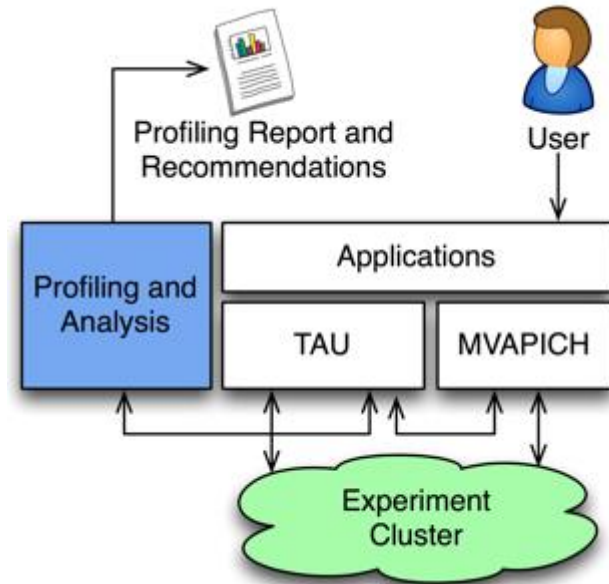 Profiling Report and
Recommendations
User
Profiling and
Analysis
Applications
TAU
MVAPICH
Experiment
Cluster